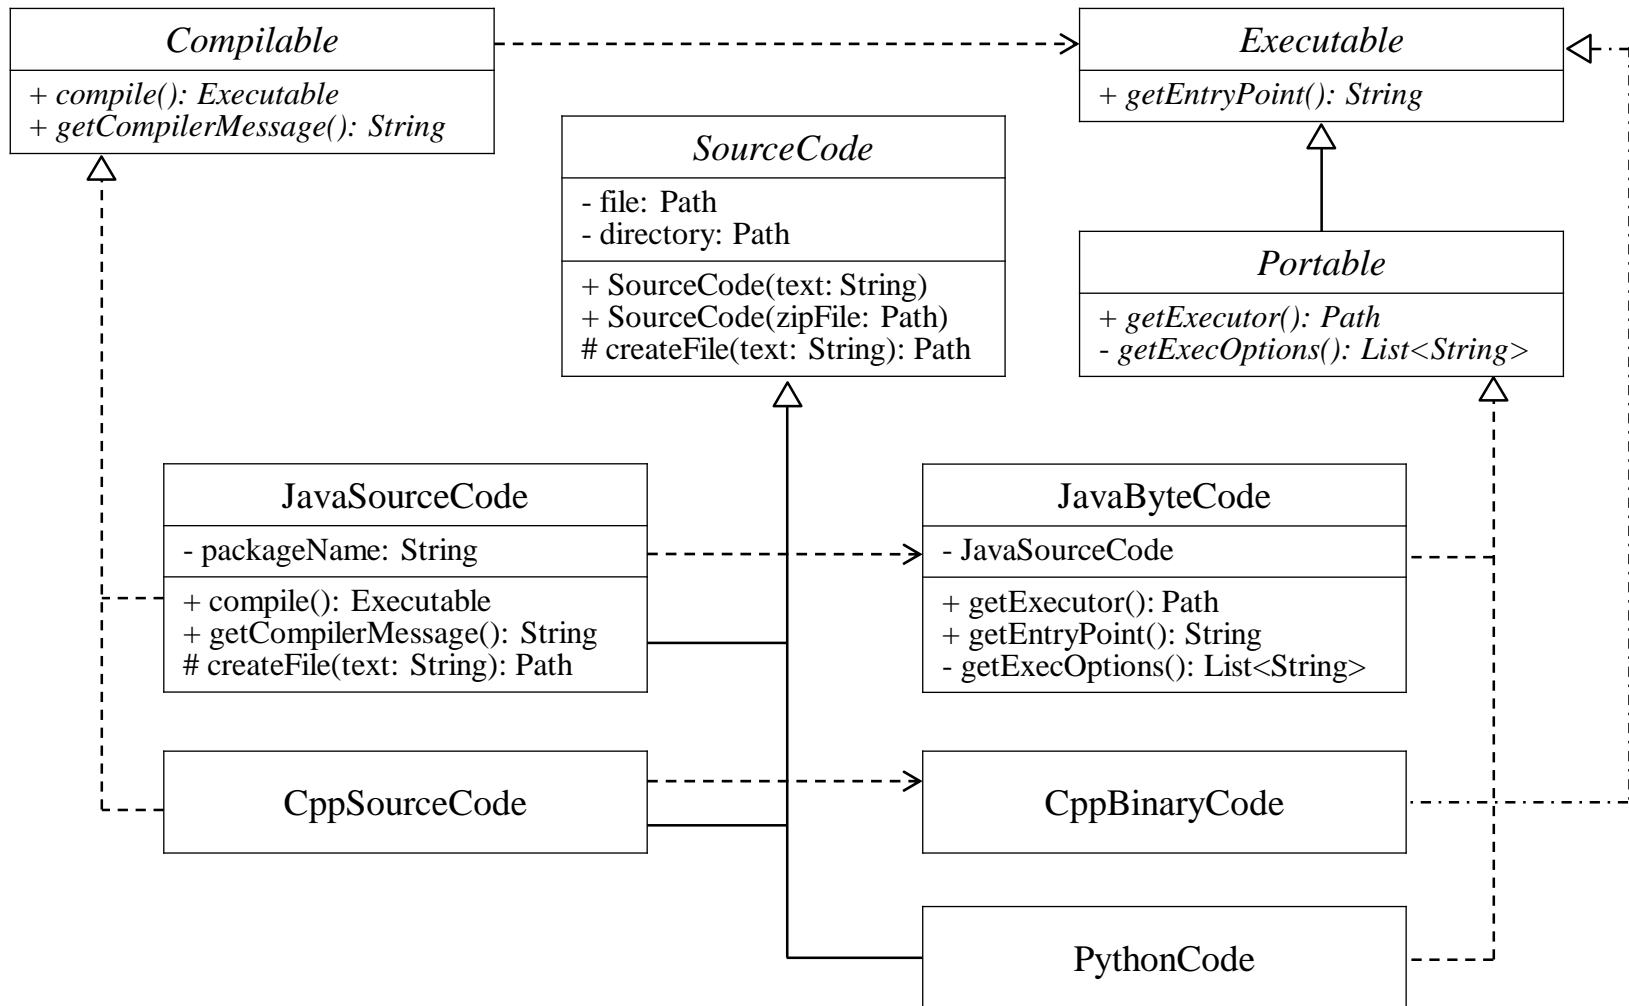 Compilable
+ compile(): Executable
+ getCompilerMessage(): String
Executable
+ getEntryPoint(): String
SourceCode
- file: Path
- directory: Path
+ SourceCode(text: String)
+ SourceCode(zipFile: Path)
# createFile(text: String): Path
Portable
+ getExecutor(): Path
- getExecOptions(): List<String>
JavaSourceCode
- packageName: String
+ compile(): Executable
+ getCompilerMessage(): String
# createFile(text: String): Path
JavaByteCode
- JavaSourceCode
+ getExecutor(): Path
+ getEntryPoint(): String
- getExecOptions(): List<String>
CppSourceCode
CppBinaryCode
PythonCode